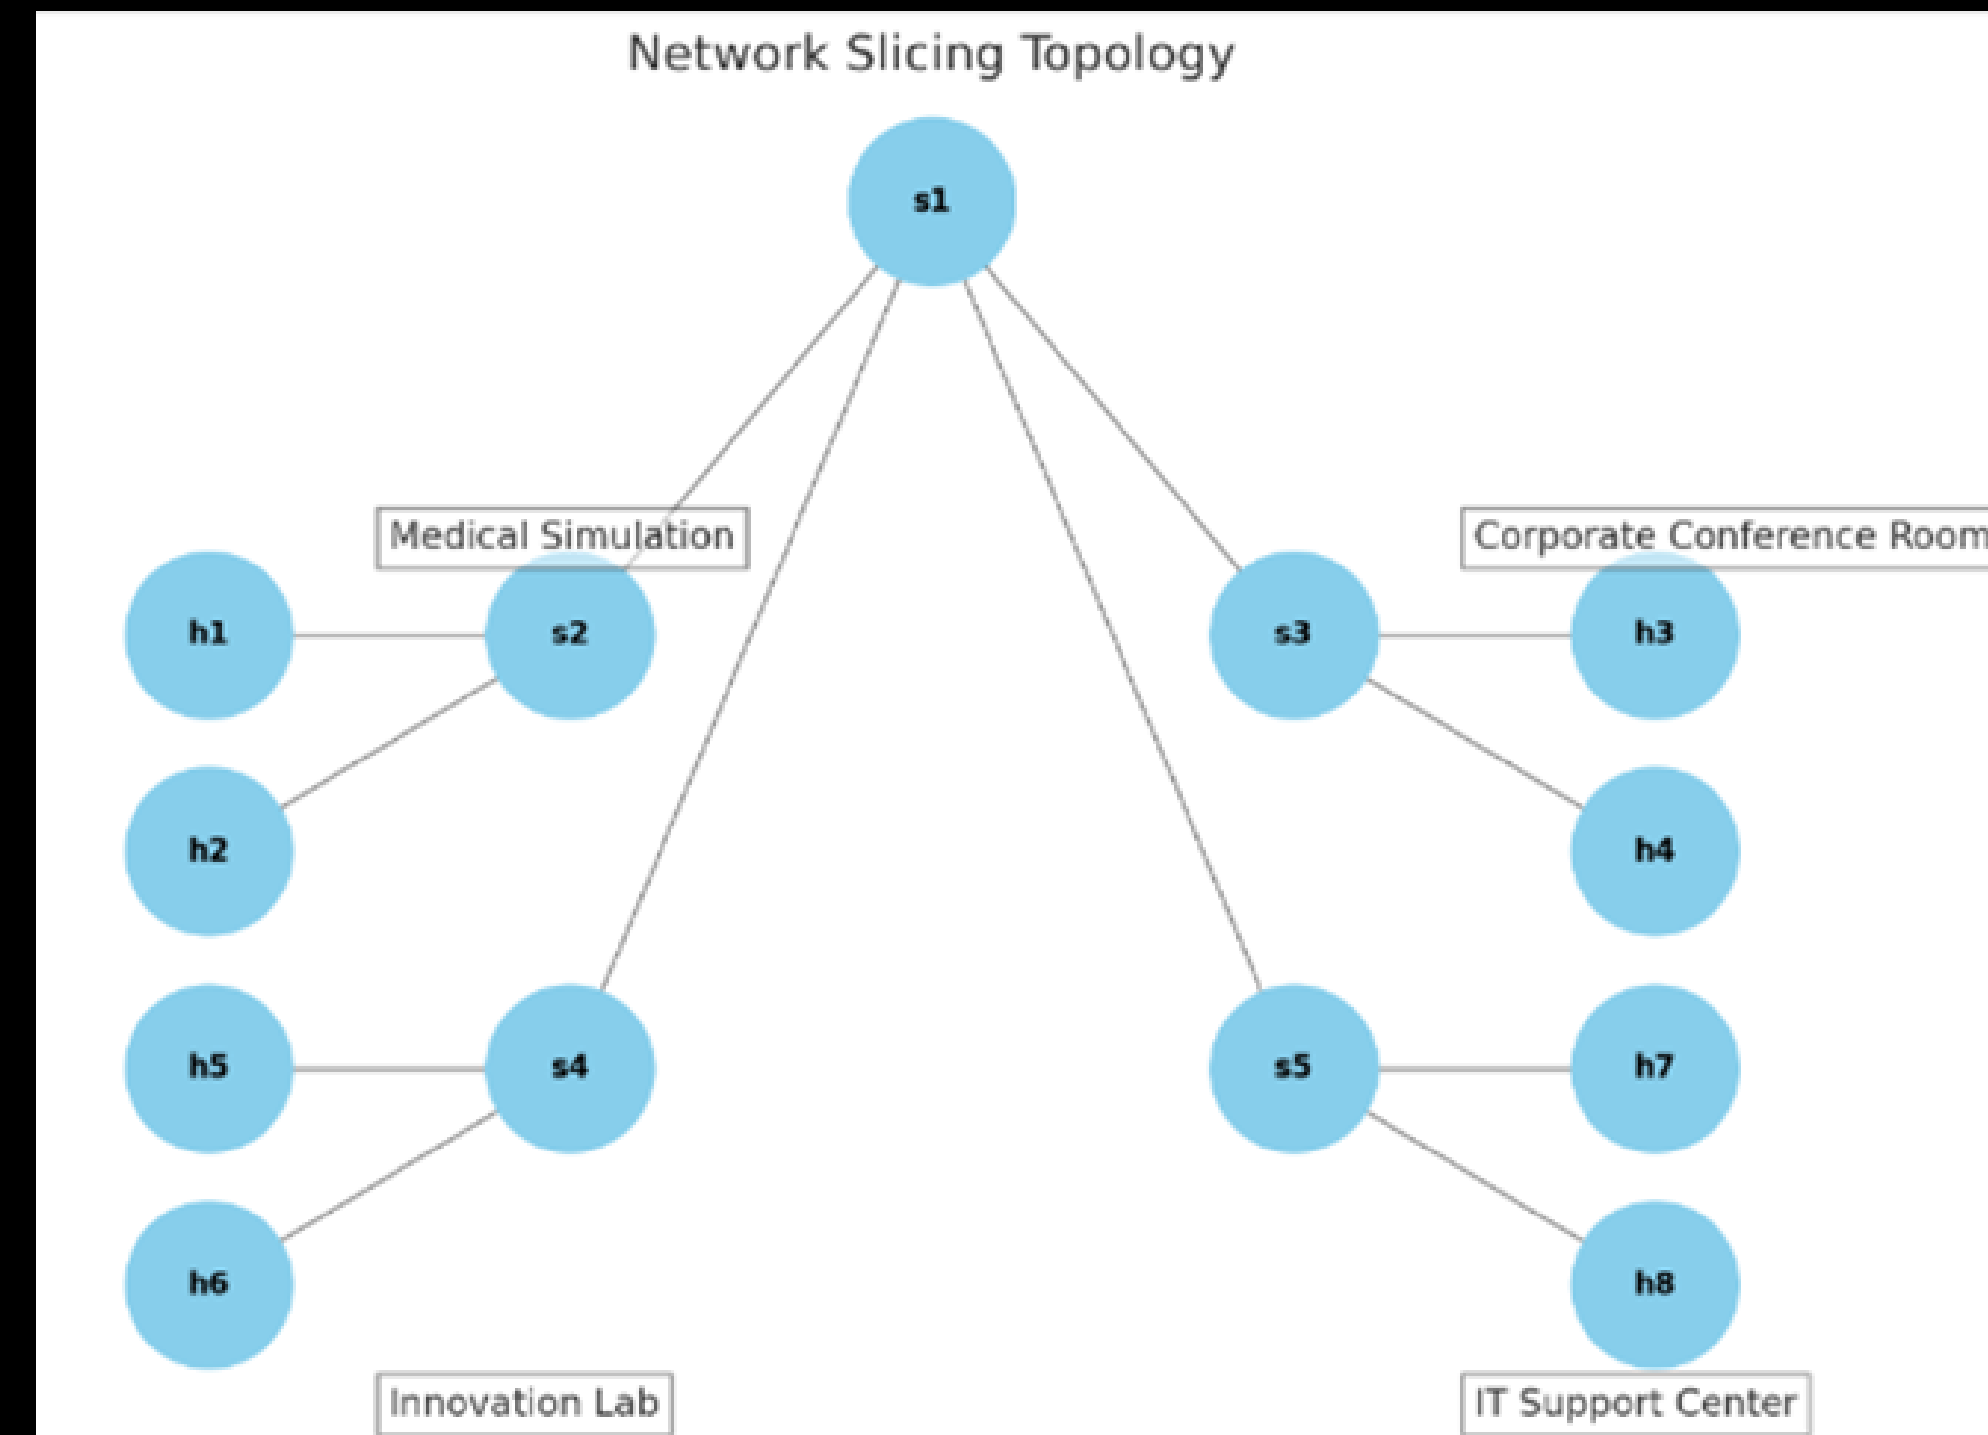 Network Slicing Topology
s1
Medical Simulation
Corporate Conference Room
h1
s2
s3
h3
h2
h4
h5
s4
s5
h7
h6
h8
Innovation Lab
IT Support Center